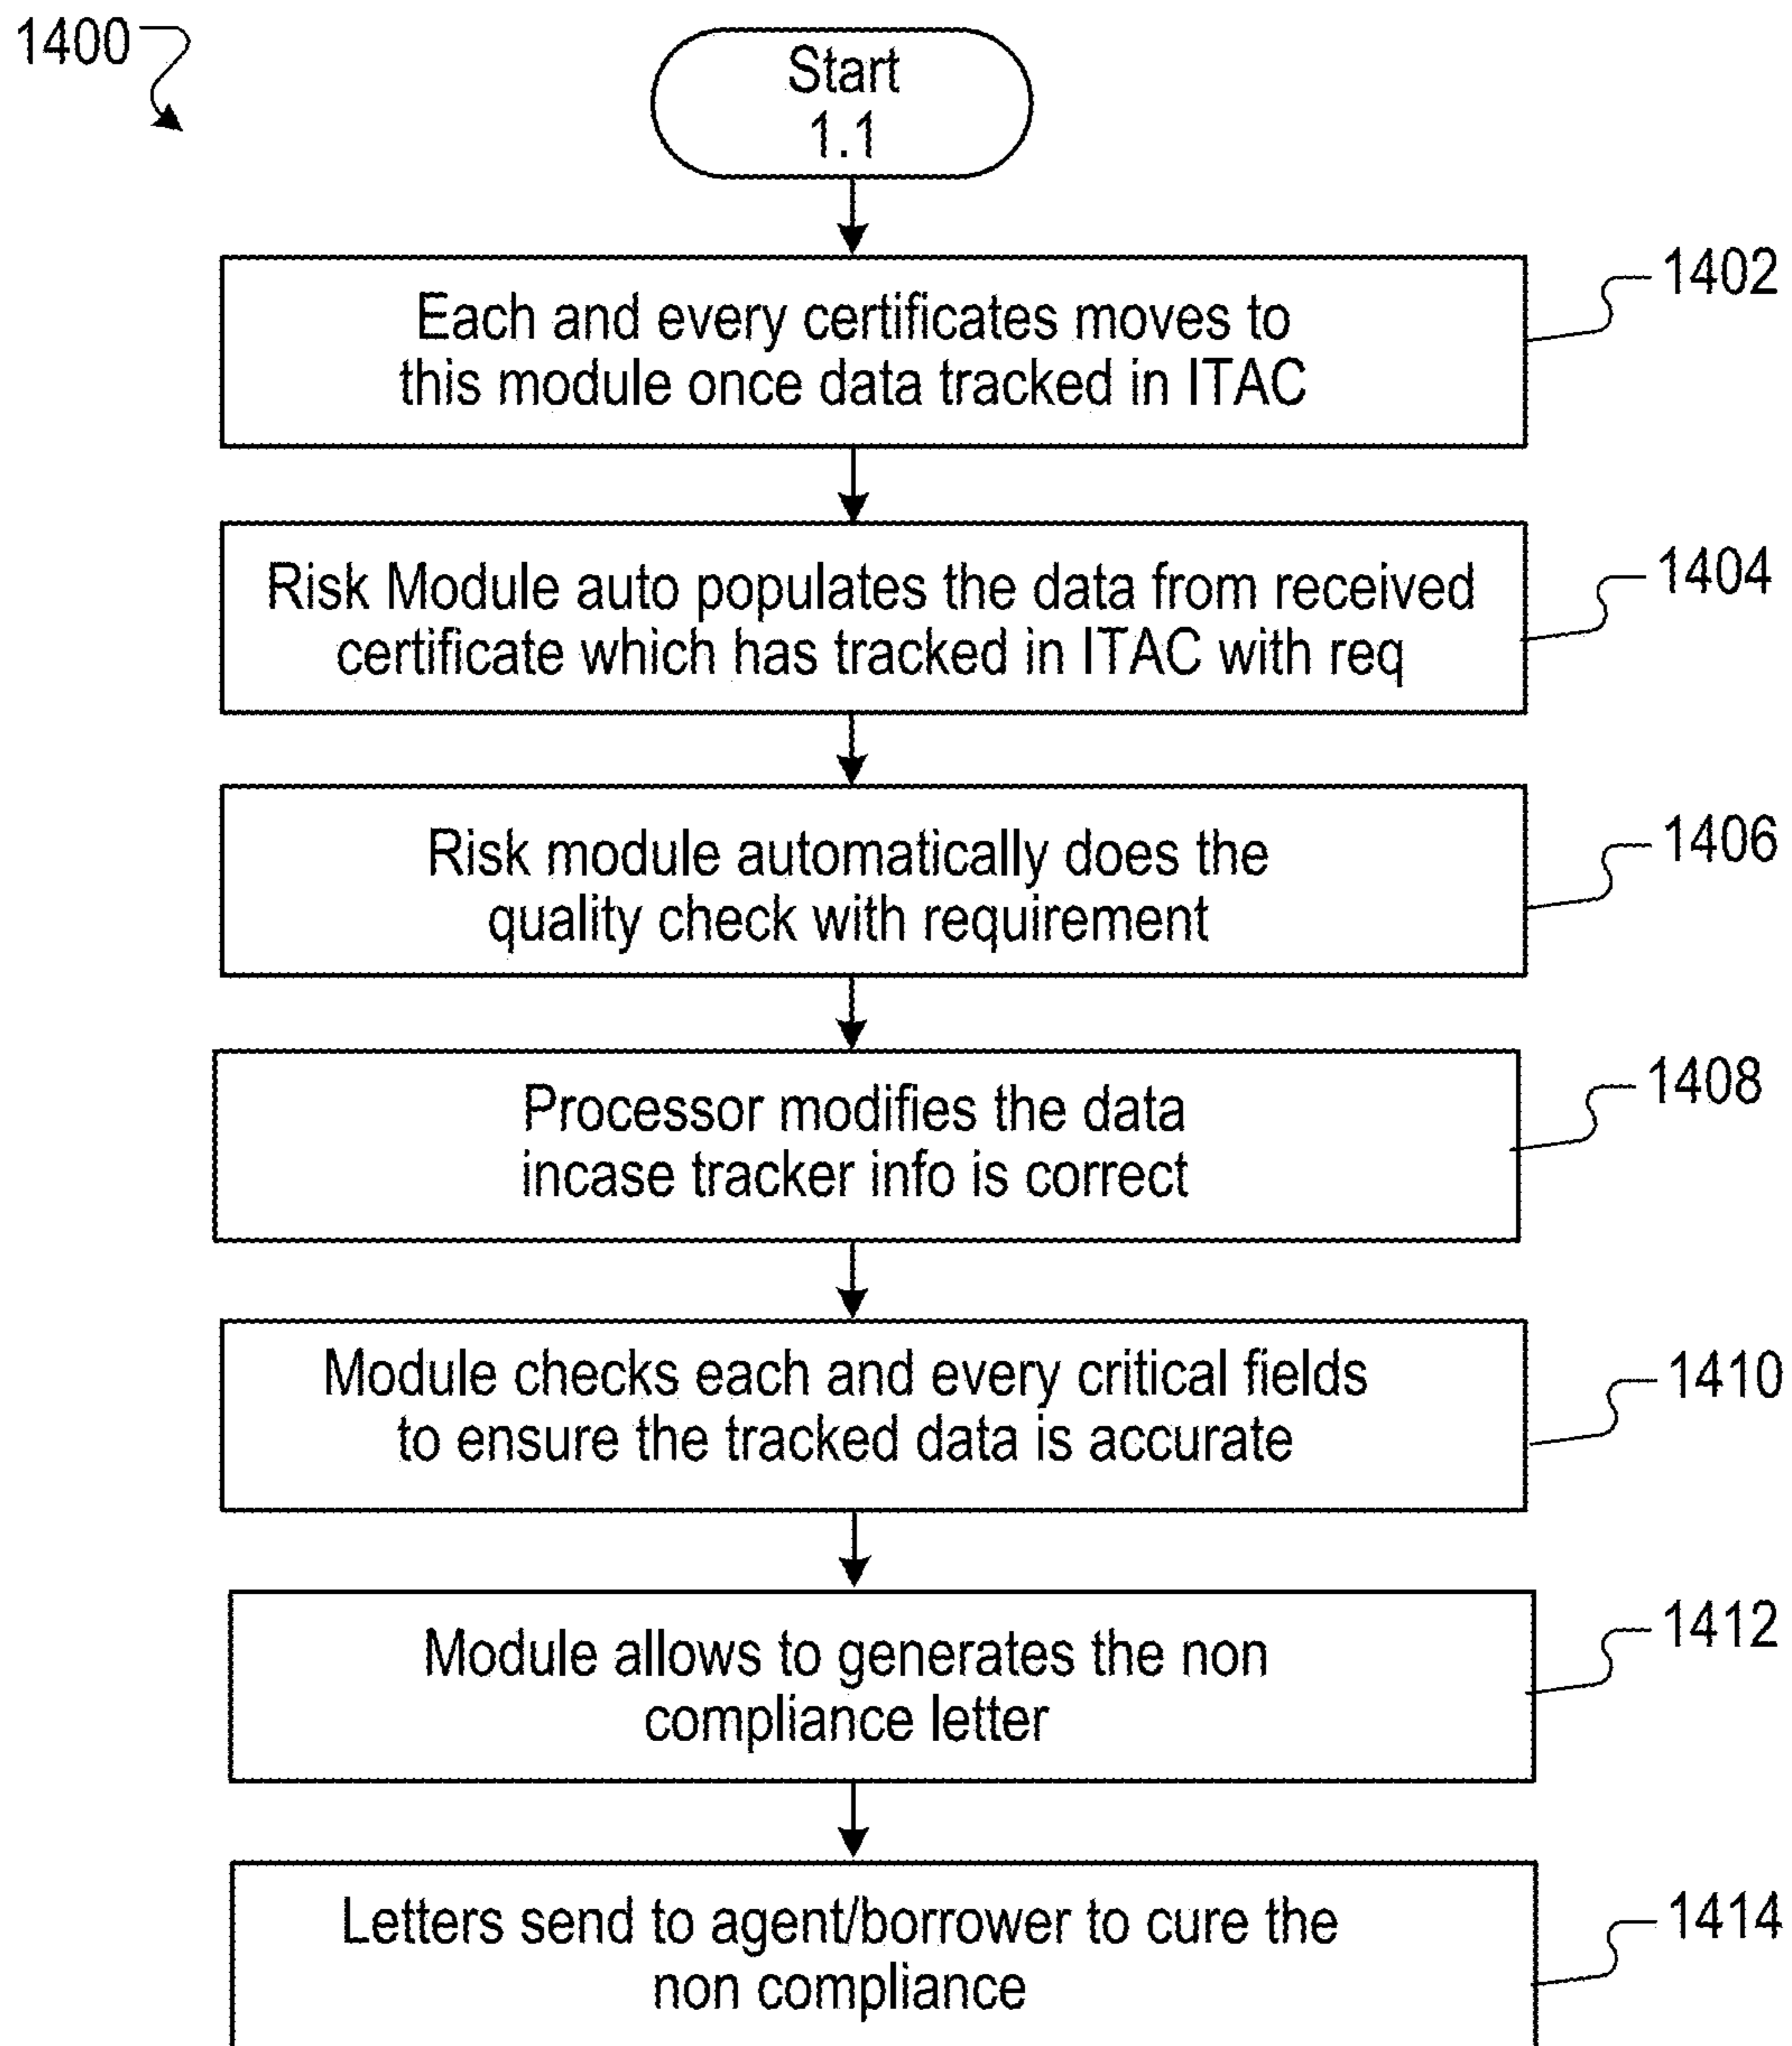 1400
Start
1.1
Each and every certificates moves to
this module once data tracked in ITAC
1402
Risk Module auto populates the data from received
certificate which has tracked in ITAC with req
1404
Risk module automatically does the
quality check with requirement
1406
Processor modifies the data
incase tracker info is correct
1408
Module checks each and every critical fields
to ensure the tracked data is accurate
1410
Module allows to generates the non
compliance letter
1412
Letters send to agent/borrower to cure the
non compliance
1414